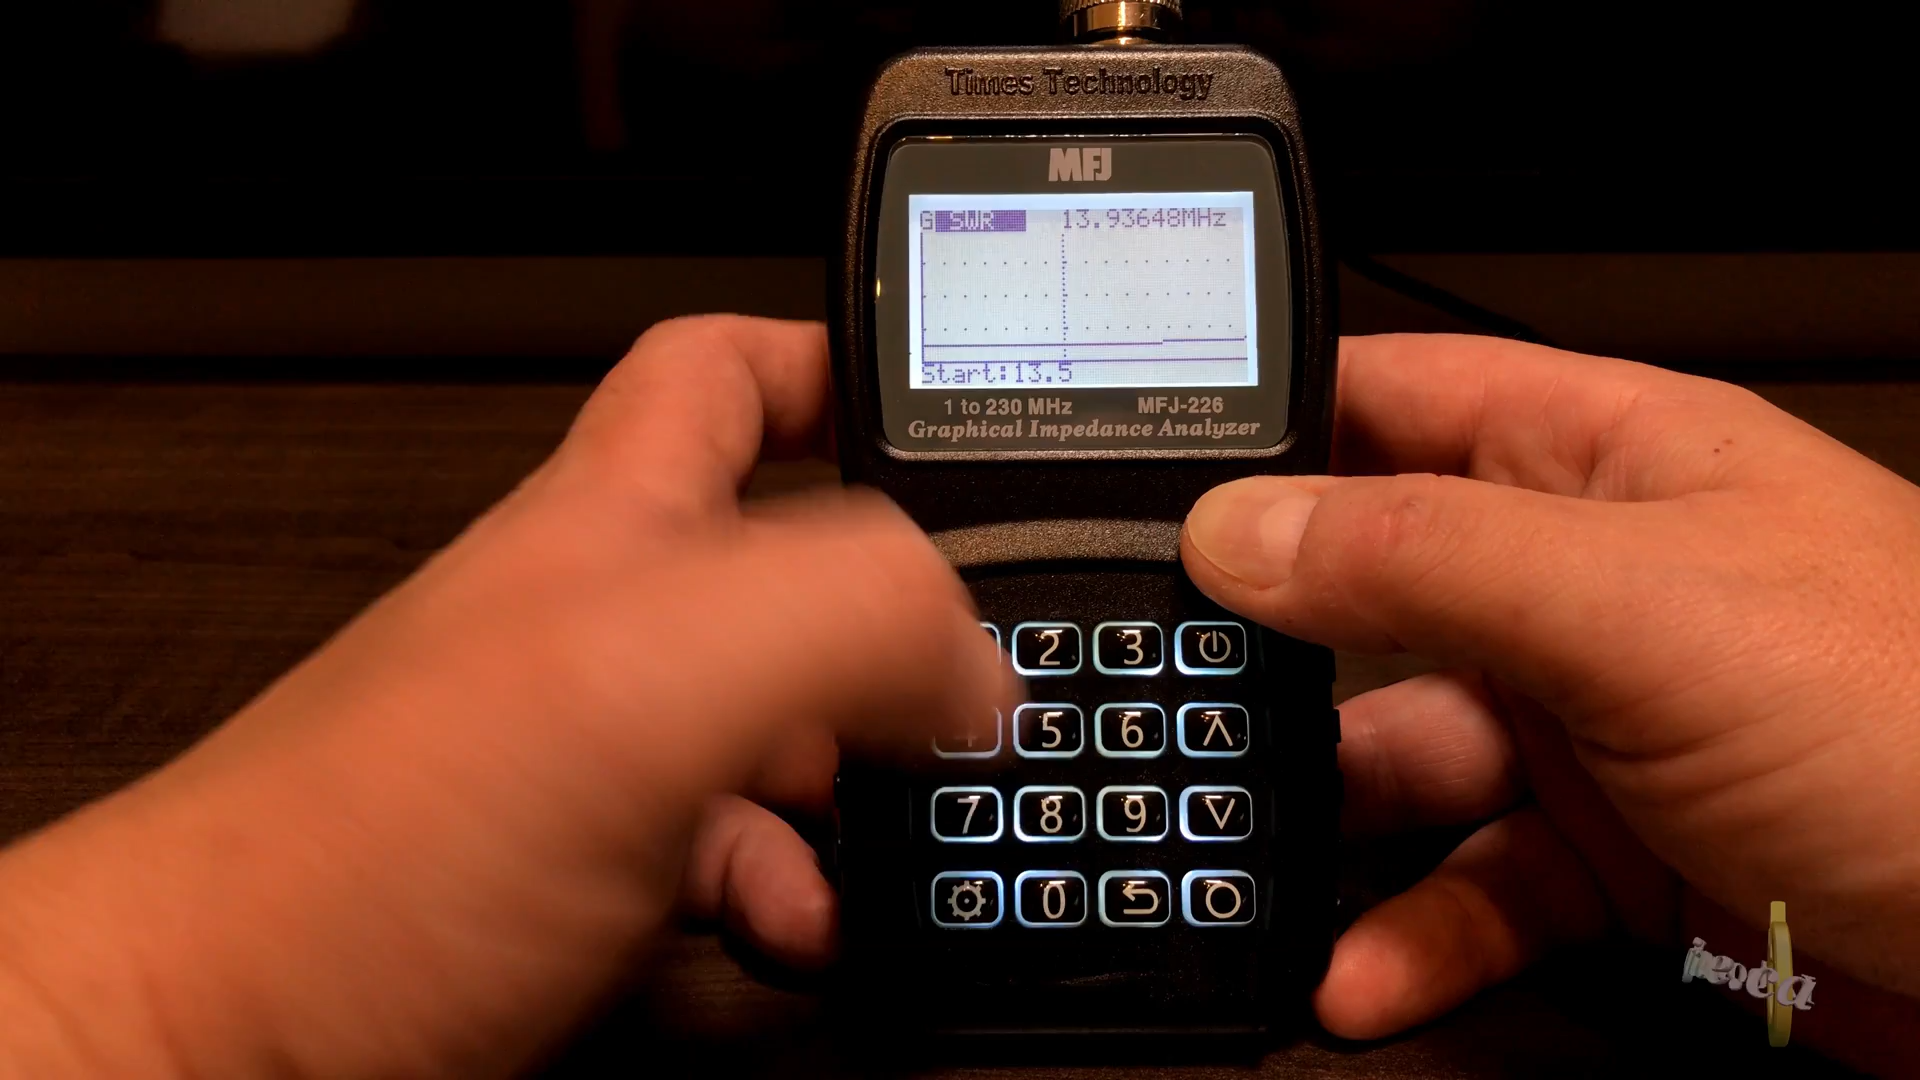 Times Technology
MFJ
G SWR 13.93648MHz
Start:13.5
1 to 230 MHz MFJ-226
Graphical Impedance Analyzer
2 3
4 5 6
7 8 9
0